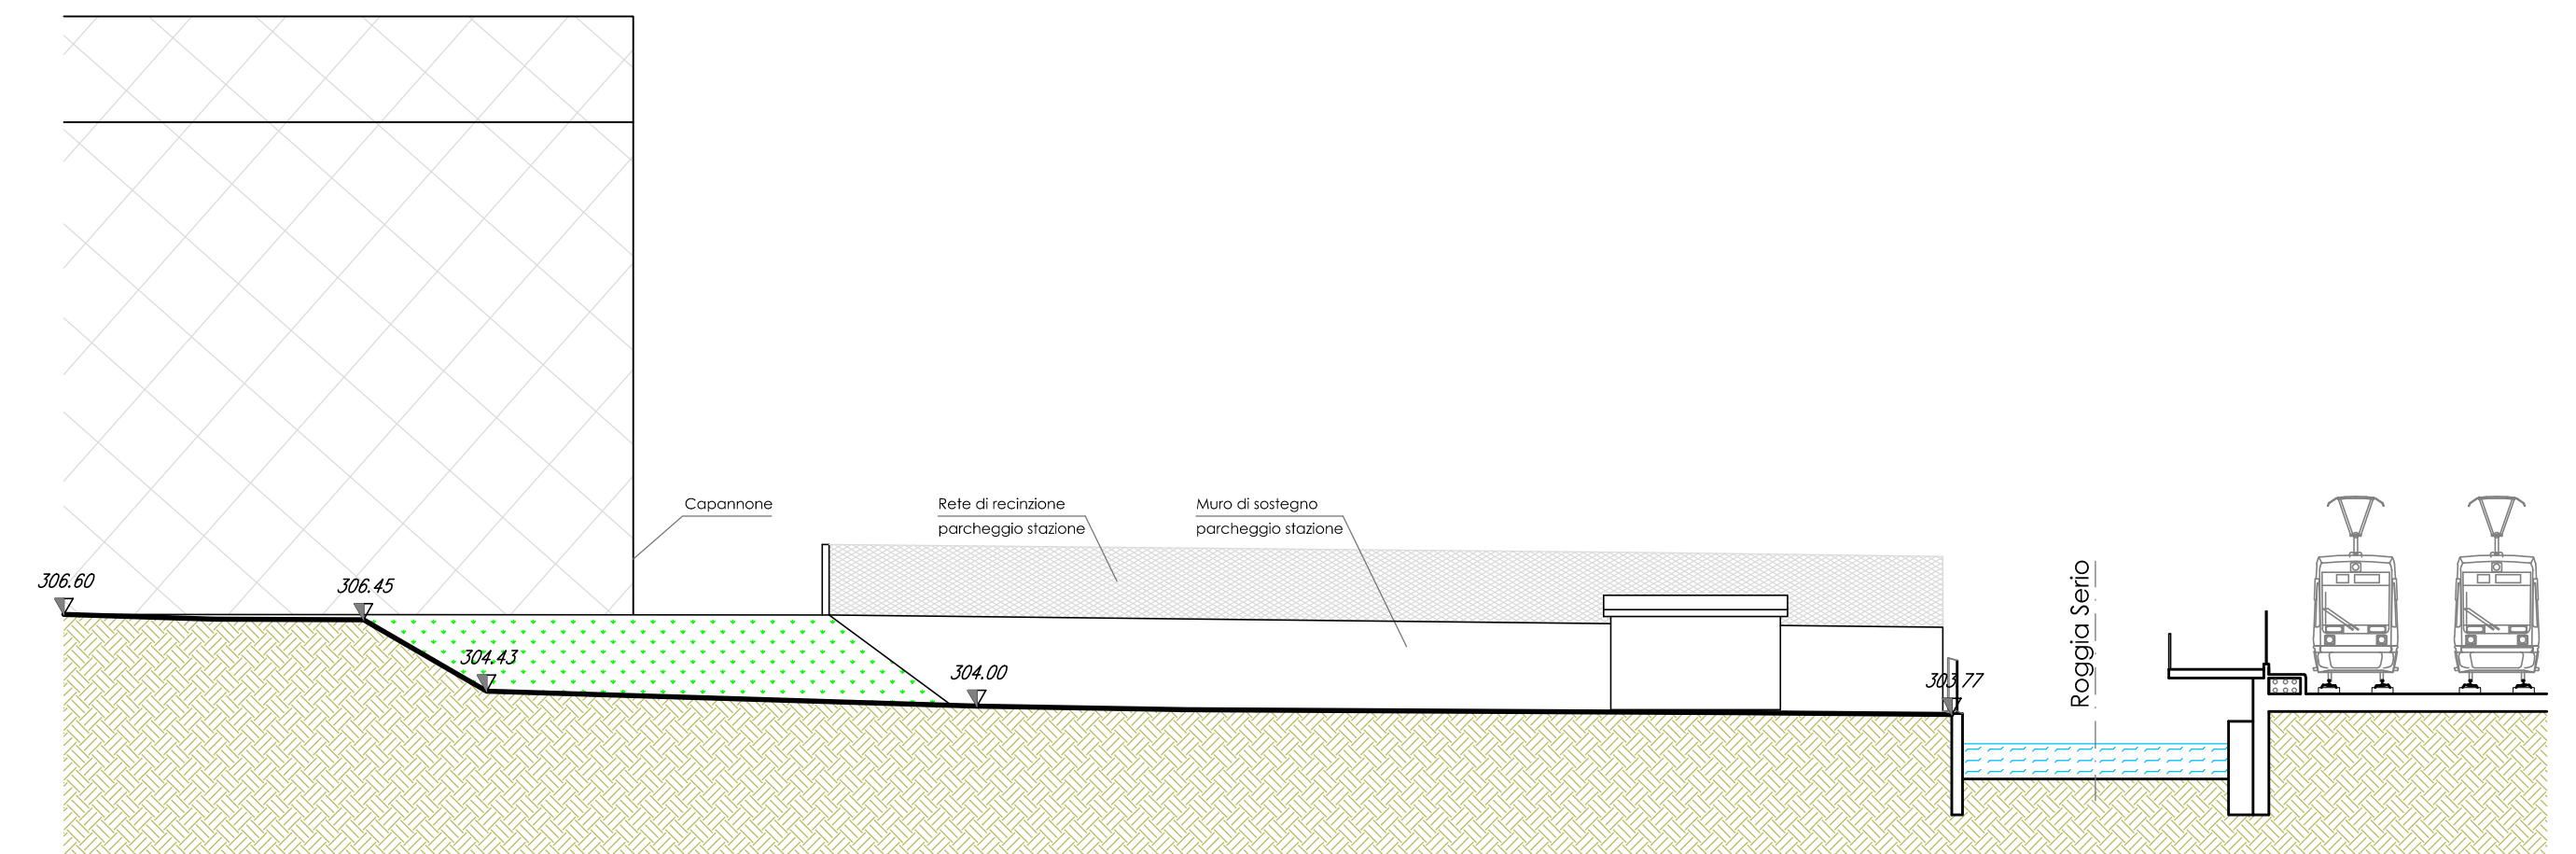 Capannone
Rete di recinzione
parcheggio stazione
Muro di sostegno
parcheggio stazione
306.60
306.45
304.43
304.00
303.77
Roggia Serio